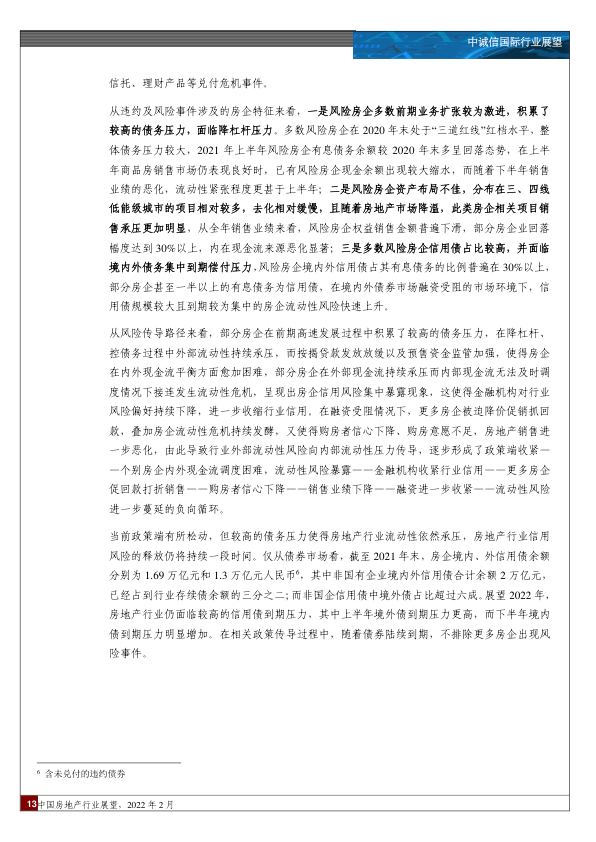 中诚信国际行业展望
信托、理财产品等兑付危机事件。
从违约及风险事件涉及的房企特征来看，一是风险房企多数前期业务扩张较为激进，积累了
较高的债务压力，面临降杠杆压力。多数风险房企在 2020 年末处于“三道红线”红档水平，整
体债务压力较大，2021 年上半年风险房企有息债务余额较 2020 年末多呈回落态势，在上半
年商品房销售市场仍表现良好时，已有风险房企现金余额出现较大缩水，而随着下半年销售
业绩的恶化，流动性紧张程度更甚于上半年；二是风险房企资产布局不佳，分布在三、四线
低能级城市的项目相对较多，去化相对缓慢，且随着房地产市场降温，此类房企相关项目销
售承压更加明显，从全年销售业绩来看，风险房企权益销售金额普遍下滑，部分房企业回落
幅度达到 30%以上，内在现金流来源恶化显著；三是多数风险房企信用债占比较高，并面临
境内外债务集中到期偿付压力，风险房企境内外信用债占其有息债务的比例普遍在 30%以上，
部分房企甚至一半以上的有息债务为信用债，在境内外债券市场融资受阻的市场环境下，信
用债规模较大且到期较为集中的房企流动性风险快速上升。
从风险传导路径来看，部分房企在前期高速发展过程中积累了较高的债务压力，在降杠杆、
控债务过程中外部流动性持续承压，而按揭贷款发放放缓以及预售资金监管加强，使得房企
在内外现金流平衡方面愈加困难，部分房企在外部现金流持续承压而内部现金流无法及时调
度情况下接连发生流动性危机，呈现出房企信用风险集中暴露现象，这使得金融机构对行业
风险偏好持续下降，进一步收缩行业信用。在融资受阻情况下，更多房企被迫降价促销抓回
款，叠加房企流动性危机持续发酵，又使得购房者信心下降、购房意愿不足，房地产销售进
一步恶化，由此导致行业外部流动性风险向内部流动性压力传导，逐步形成了政策端收紧—
—个别房企内外现金流调度困难，流动性风险暴露——金融机构收紧行业信用——更多房企
促回款打折销售——购房者信心下降——销售业绩下降——融资进一步收紧——流动性风险
进一步蔓延的负向循环。
当前政策端有所松动，但较高的债务压力使得房地产行业流动性依然承压，房地产行业信用
风险的释放仍将持续一段时间。仅从债券市场看，截至 2021 年末，房企境内、外信用债余额
分别为 1.69 万亿元和 1.3 万亿元人民币6，其中非国有企业境内外信用债合计余额 2 万亿元，
已经占到行业存续债余额的三分之二；而非国企信用债中境外债占比超过六成。展望 2022 年，
房地产行业仍面临较高的信用债到期压力，其中上半年境外债到期压力更高，而下半年境内
债到期压力明显增加。在相关政策传导过程中，随着债券陆续到期，不排除更多房企出现风
险事件。
6 含未兑付的违约债券
13 中国房地产行业展望，2022 年 2 月